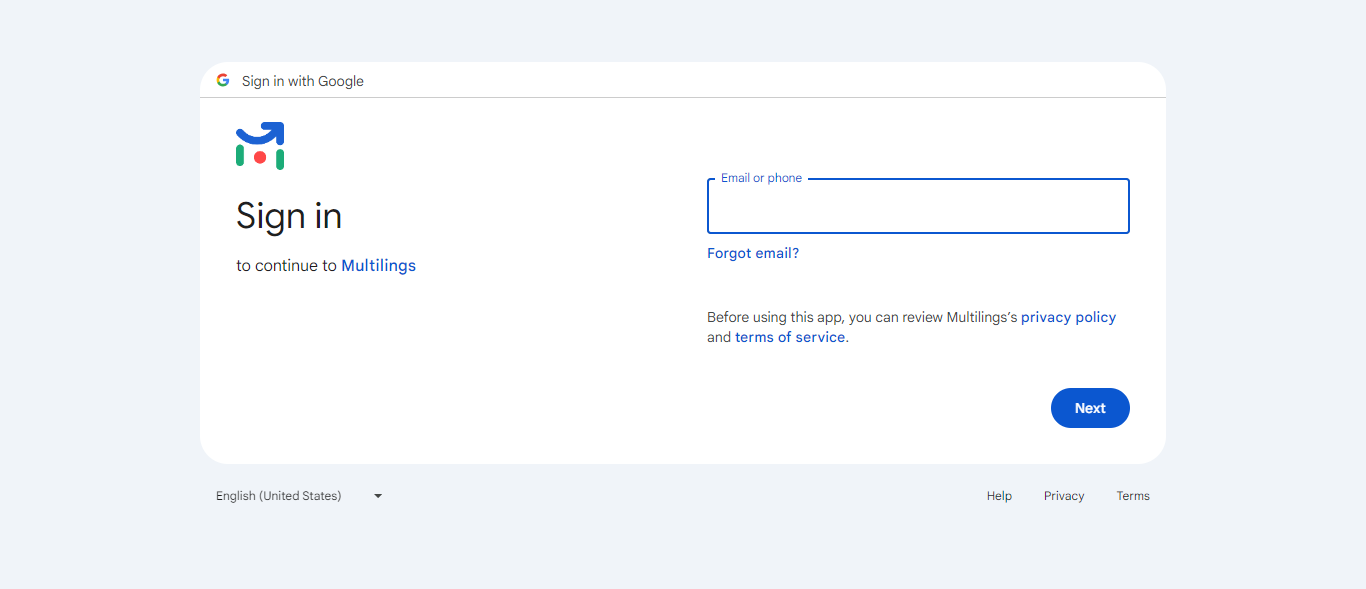 Sign in with Google
Sign in
to continue to Multilings
Email or phone
Forgot email?
Before using this app, you can review Multilings’s privacy policy
and terms of service.
Next
English (United States)
Help
Privacy
Terms